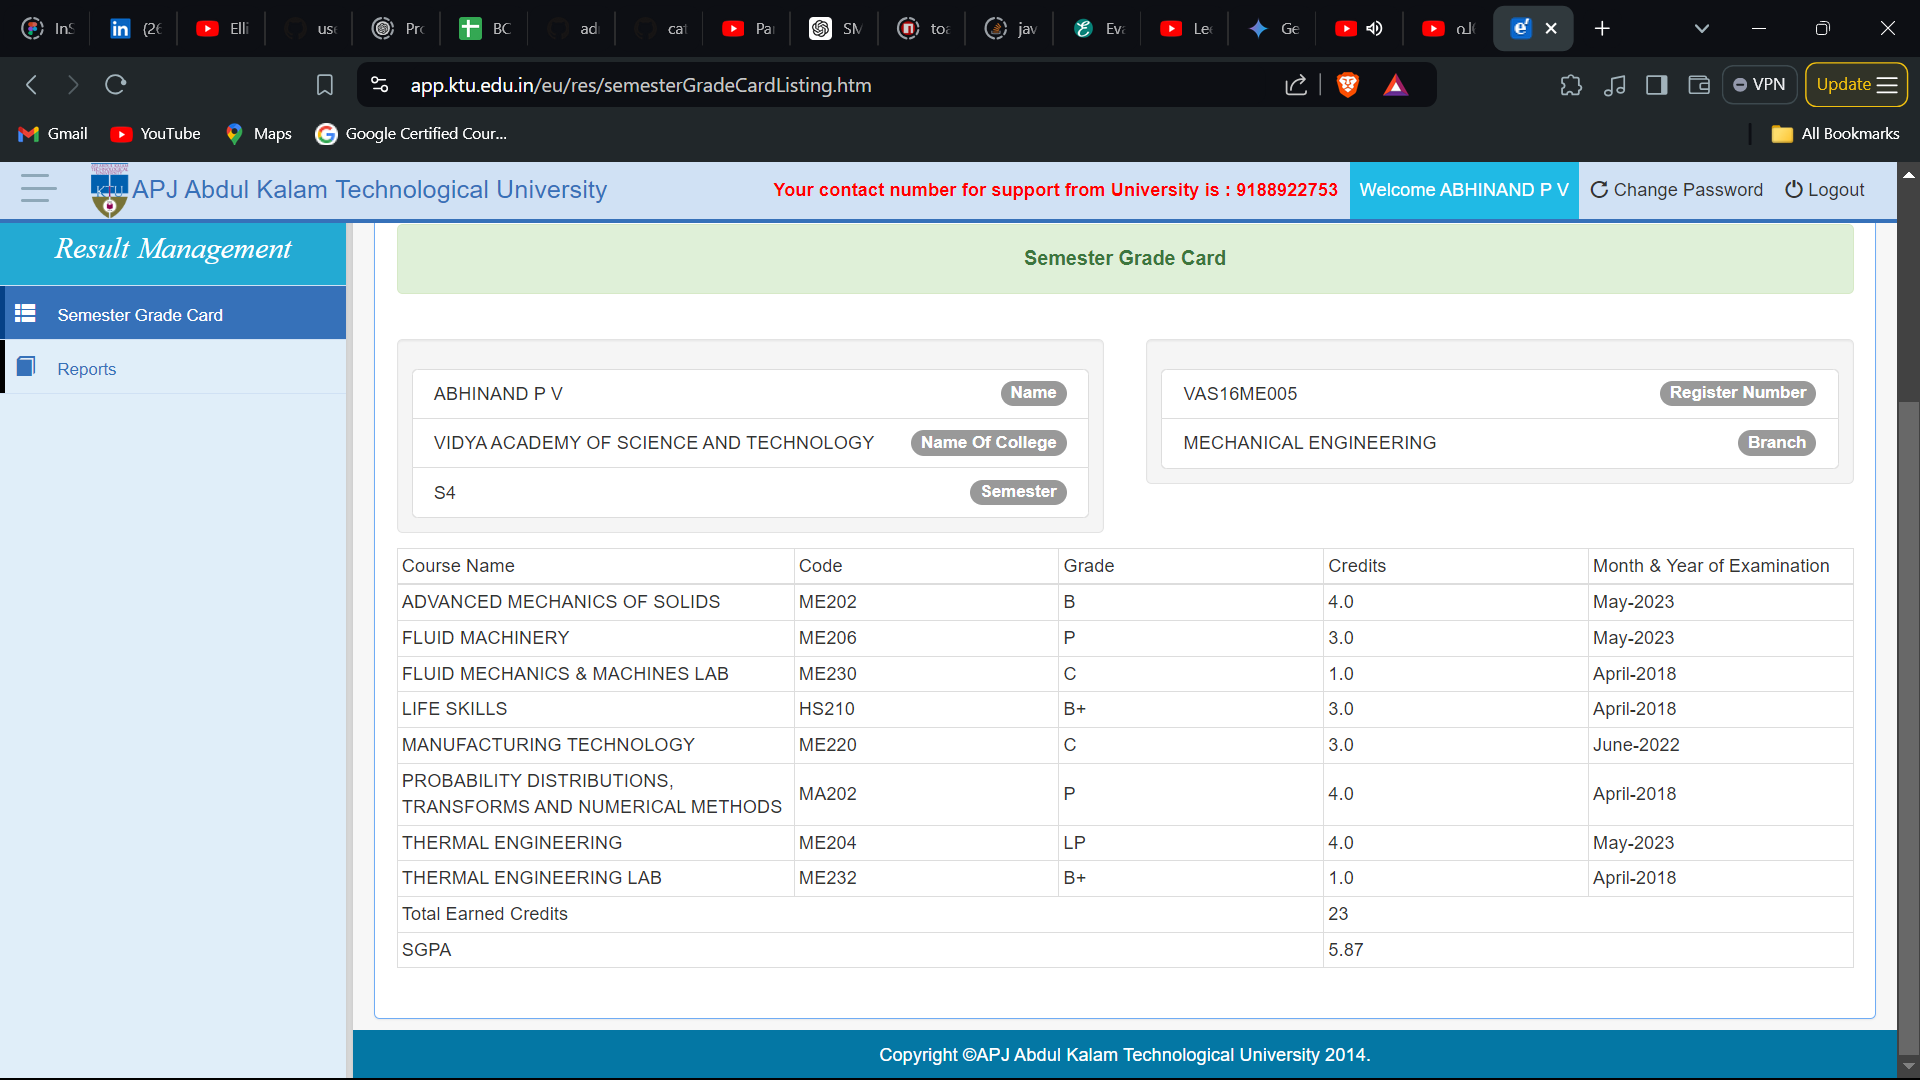 InS
(26
Elli
use
Pro
BC
adi
cat
Pai
SM
toa
jav
Eva
Lee
Ge
app.ktu.edu.in/eu/res/semesterGradeCardListing.htm
VPN
Update
Gmail
YouTube
Maps
Google Certified Cour...
All Bookmarks
APJ Abdul Kalam Technological University
Your contact number for support from University is : 9188922753
Welcome ABHINAND P V
Change Password
Logout
Result Management
Semester Grade Card
Reports
Semester Grade Card
ABHINAND P V Name
VIDYA ACADEMY OF SCIENCE AND TECHNOLOGY Name Of College
S4 Semester
VAS16ME005 Register Number
MECHANICAL ENGINEERING Branch
Course Name Code Grade Credits Month & Year of Examination
ADVANCED MECHANICS OF SOLIDS ME202 B 4.0 May-2023
FLUID MACHINERY ME206 P 3.0 May-2023
FLUID MECHANICS & MACHINES LAB ME230 C 1.0 April-2018
LIFE SKILLS HS210 B+ 3.0 April-2018
MANUFACTURING TECHNOLOGY ME220 C 3.0 June-2022
PROBABILITY DISTRIBUTIONS,
TRANSFORMS AND NUMERICAL METHODS MA202 P 4.0 April-2018
THERMAL ENGINEERING ME204 LP 4.0 May-2023
THERMAL ENGINEERING LAB ME232 B+ 1.0 April-2018
Total Earned Credits 23
SGPA 5.87
Copyright ©APJ Abdul Kalam Technological University 2014.